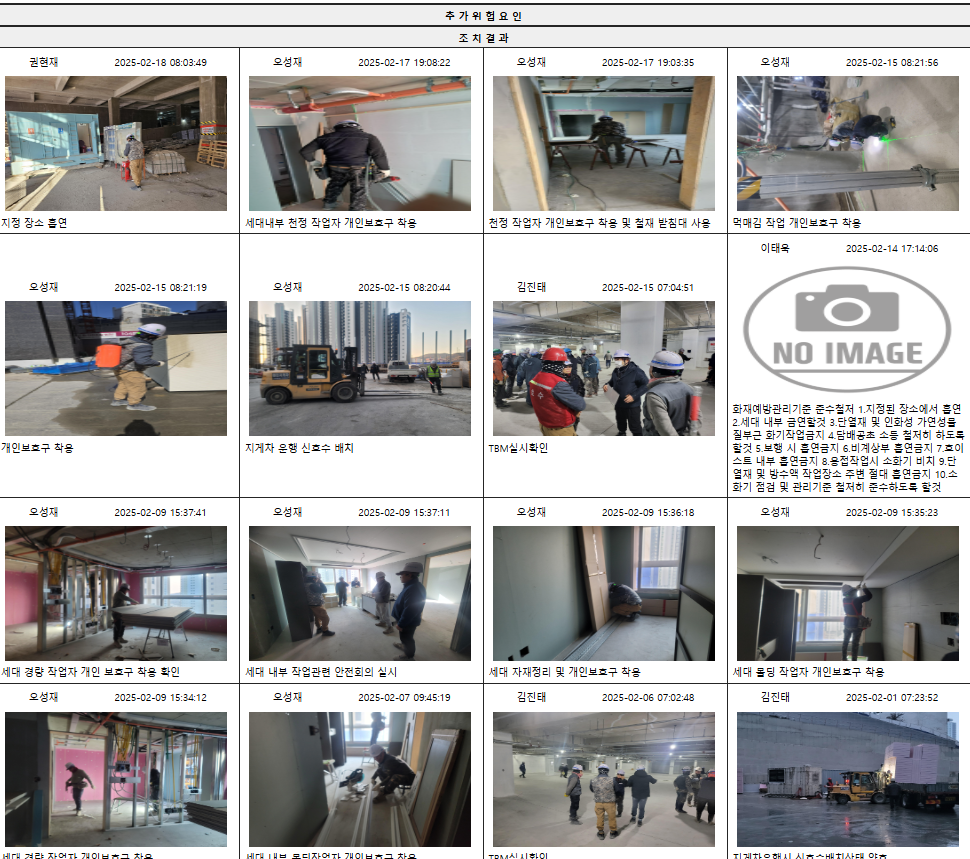 추 가 위 험 요 인
조 치 결 과
권현재 2025-02-18 08:03:49
지정 장소 흡연
오성재 2025-02-17 19:08:22
세대내부 천정 작업자 개인보호구 착용
오성재 2025-02-17 19:03:35
천정 작업자 개인보호구 착용 및 철재 받침대 사용
오성재 2025-02-15 08:21:56
먹매김 작업 개인보호구 착용
오성재 2025-02-15 08:21:19
개인보호구 착용
오성재 2025-02-15 08:20:44
지게차 운행 신호수 배치
김진태 2025-02-15 07:04:51
TBM실시확인
이태욱 2025-02-14 17:14:06
NO IMAGE
화재예방관리기준 준수철저 1.지정된 장소에서 흡연
2.세대 내부 금연할것 3.단열재 및 인화성 가연성물
질부근 화기작업금지 4.담배꽁초 소등 철저히 하도록
할것 5.보행 시 흡연금지 6.비계상부 흡연금지 7.호이
스트 내부 흡연금지 8.용접작업시 소화기 비치 9.단
열재 및 방수액 작업장소 주변 절대 흡연금지 10.소
화기 점검 및 관리기준 철저히 준수하도록 할것
오성재 2025-02-09 15:37:41
세대 경량 작업자 개인 보호구 착용 확인
오성재 2025-02-09 15:37:11
세대 내부 작업관련 안전회의 실시
오성재 2025-02-09 15:36:18
세대 자재정리 및 개인보호구 착용
오성재 2025-02-09 15:35:23
세대 몰딩 작업자 개인보호구 착용
오성재 2025-02-09 15:34:12
세대 경량 작업자 개인보호구 착용
오성재 2025-02-07 09:45:19
세대 내부 몰딩작업자 개인보호구 착용
김진태 2025-02-06 07:02:48
TBM실시확인
김진태 2025-02-01 07:23:52
지게차운행시 신호수배치상태 양호